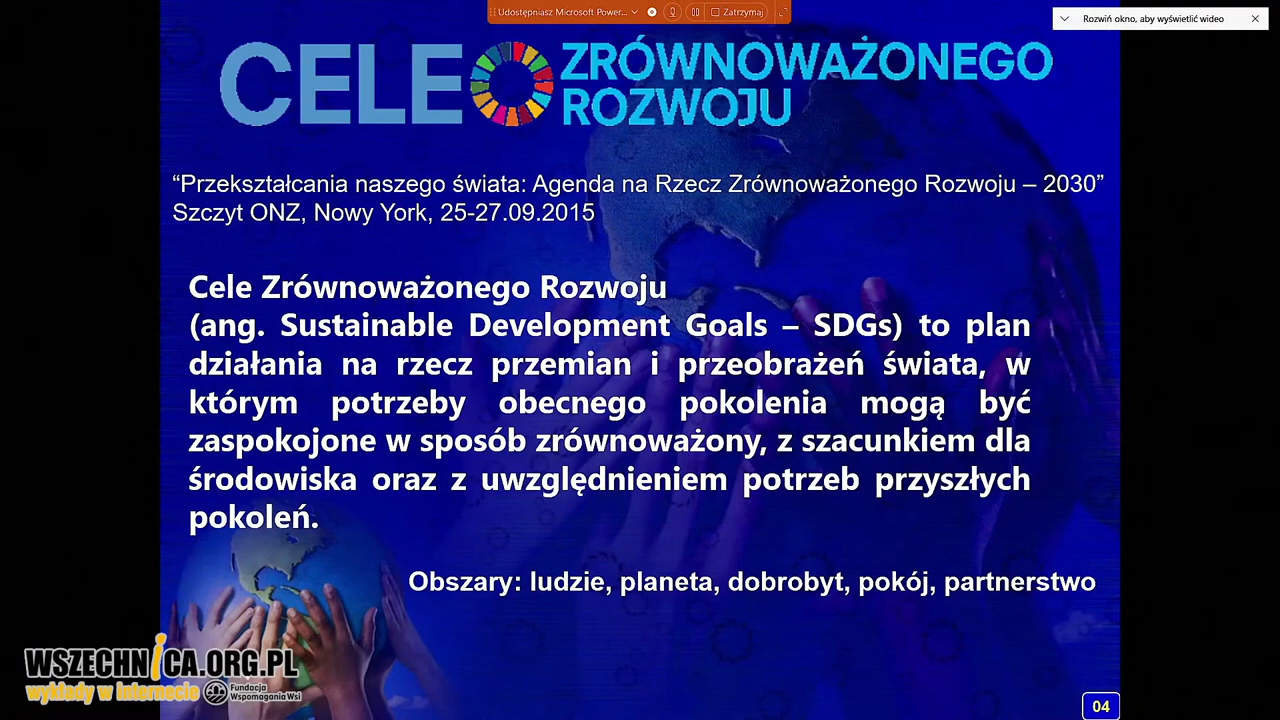 Udostępniasz Microsoft Power...
Zatrzymaj
Rozwiń okno, aby wyświetlić wideo
CELE
ZRÓWNOWAŻONEGO
ROZWOJU
“Przekształcania naszego świata: Agenda na Rzecz Zrównoważonego Rozwoju – 2030”
Szczyt ONZ, Nowy York, 25-27.09.2015
Cele Zrównoważonego Rozwoju
(ang. Sustainable Development Goals – SDGs) to plan
działania na rzecz przemian i przeobrażeń świata, w
którym potrzeby obecnego pokolenia mogą być
zaspokojone w sposób zrównoważony, z szacunkiem dla
środowiska oraz z uwzględnieniem potrzeb przyszłych
pokoleń.
Obszary: ludzie, planeta, dobrobyt, pokój, partnerstwo
WSZECHNICA.ORG.PL
wykłady w internecie
Fundacja
Wspomagania Wsi
04